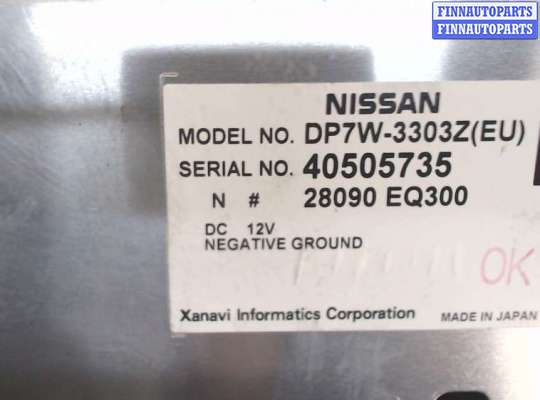 FINNAUTOPARTS
FINNAUTOPARTS
FINNAUTOPARTS
NISSAN
MODEL NO. DP7W-3303Z(EU)
SERIAL NO. 40505735
N # 28090 EQ300
DC 12V
NEGATIVE GROUND
OK
Xanavi Informatics Corporation MADE IN JAPAN